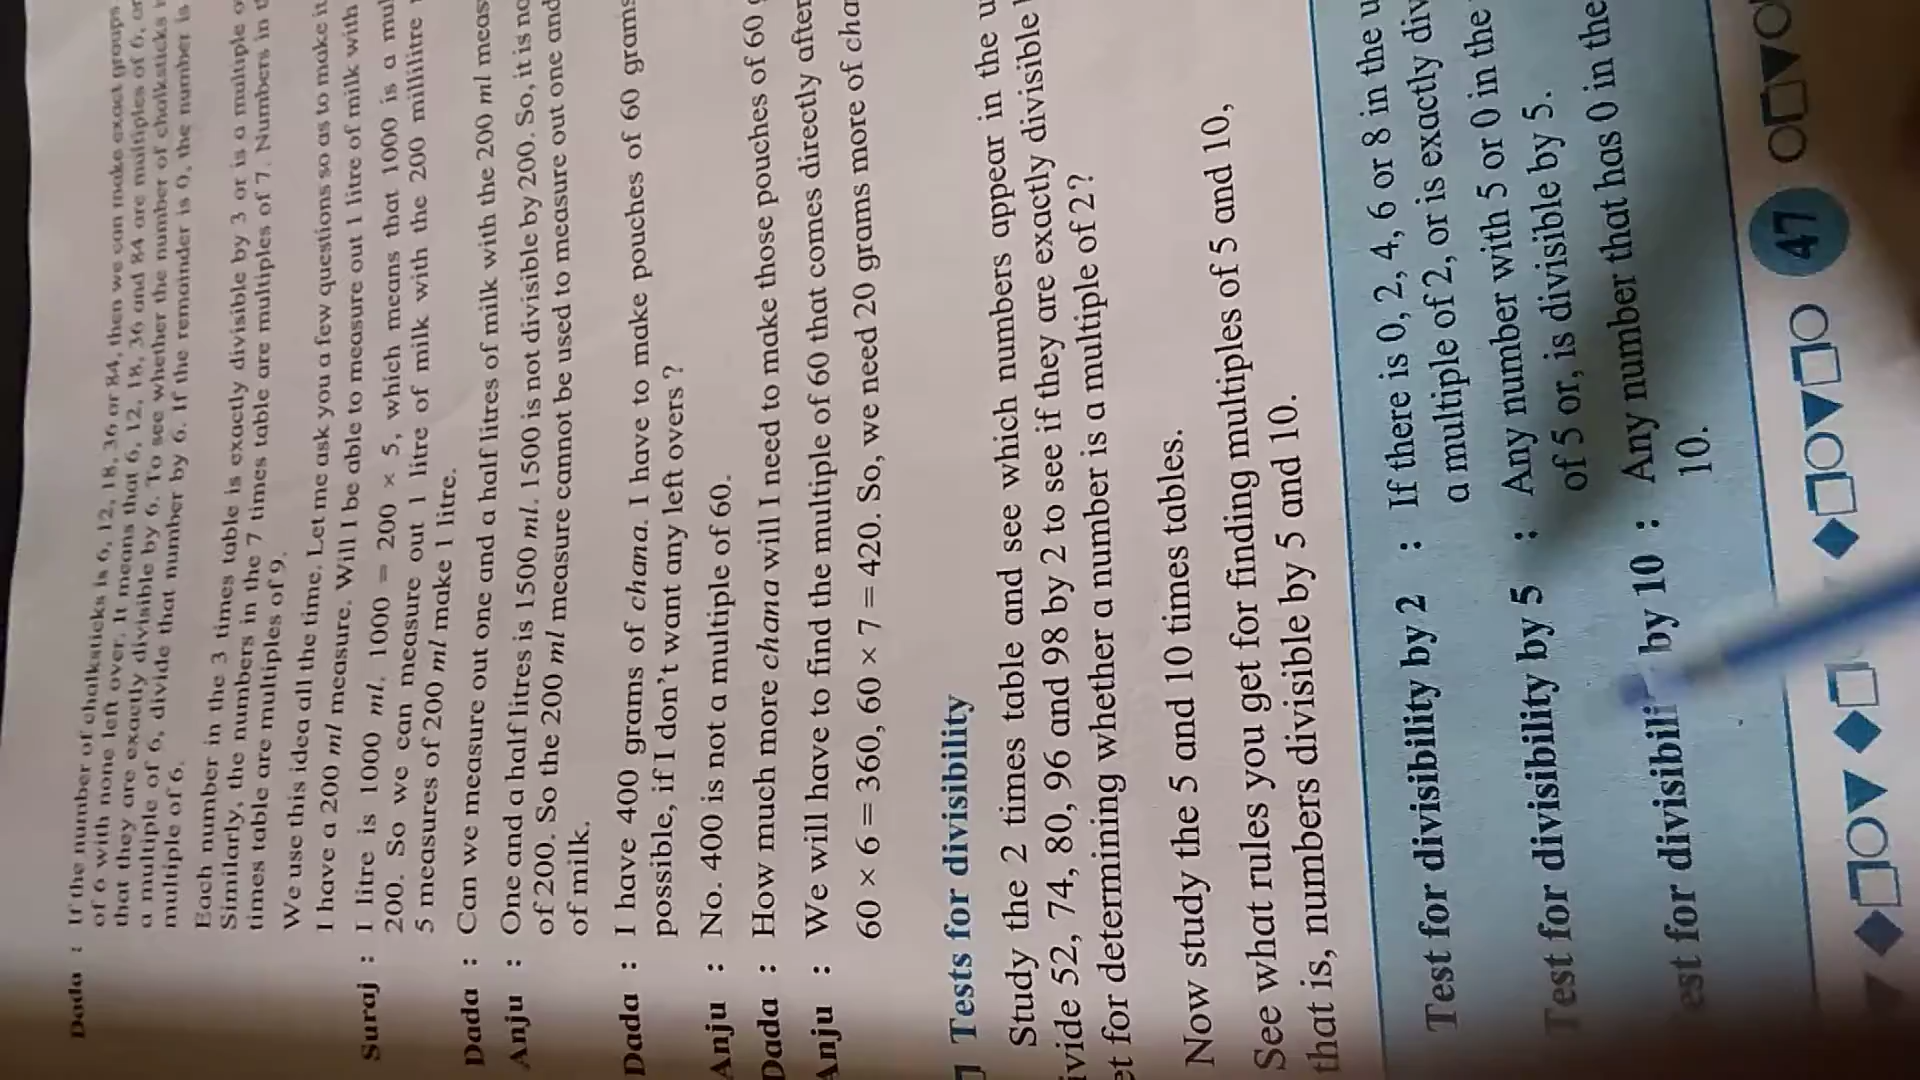 Dada : If the number of chalksticks is 6, 12, 18, 36 or 84, then we can make exact groups
of 6 with none left over. It means that 6, 12, 18, 36 and 84 are multiples of 6, or
that they are exactly divisible by 6. To see whether the number of chalksticks
a multiple of 6, divide that number by 6. If the remainder is 0, the number is
multiple of 6.
Each number in the 3 times table is exactly divisible by 3 or is a multiple
Similarly, the numbers in the 7 times table are multiples of 7. Numbers in
times table are multiples of 9.
We use this idea all the time. Let me ask you a few questions so as to make it
I have a 200 ml measure. Will I be able to measure out 1 litre of milk with
Suraj : 1 litre is 1000 ml. 1000 = 200 × 5, which means that 1000 is a mul
200. So we can measure out 1 litre of milk with the 200 millilitre
5 measures of 200 ml make 1 litre.
Dada : Can we measure out one and a half litres of milk with the 200 ml meas
Anju : One and a half litres is 1500 ml. 1500 is not divisible by 200. So, it is no
of 200. So the 200 ml measure cannot be used to measure out one and
of milk.
Dada : I have 400 grams of chana. I have to make pouches of 60 grams
possible, if I don't want any left overs ?
Anju : No. 400 is not a multiple of 60.
Dada : How much more chana will I need to make those pouches of 60
Anju : We will have to find the multiple of 60 that comes directly after
60 × 6 = 360, 60 × 7 = 420. So, we need 20 grams more of cha
Tests for divisibility
Study the 2 times table and see which numbers appear in the u
ivide 52, 74, 80, 96 and 98 by 2 to see if they are exactly divisible
et for determining whether a number is a multiple of 2 ?
Now study the 5 and 10 times tables.
See what rules you get for finding multiples of 5 and 10,
that is, numbers divisible by 5 and 10.
Test for divisibility by 2 : If there is 0, 2, 4, 6 or 8 in the u
a multiple of 2, or is exactly div
Test for divisibility by 5 : Any number with 5 or 0 in the
of 5 or, is divisible by 5.
est for divisibili by 10 : Any number that has 0 in the
10.
47